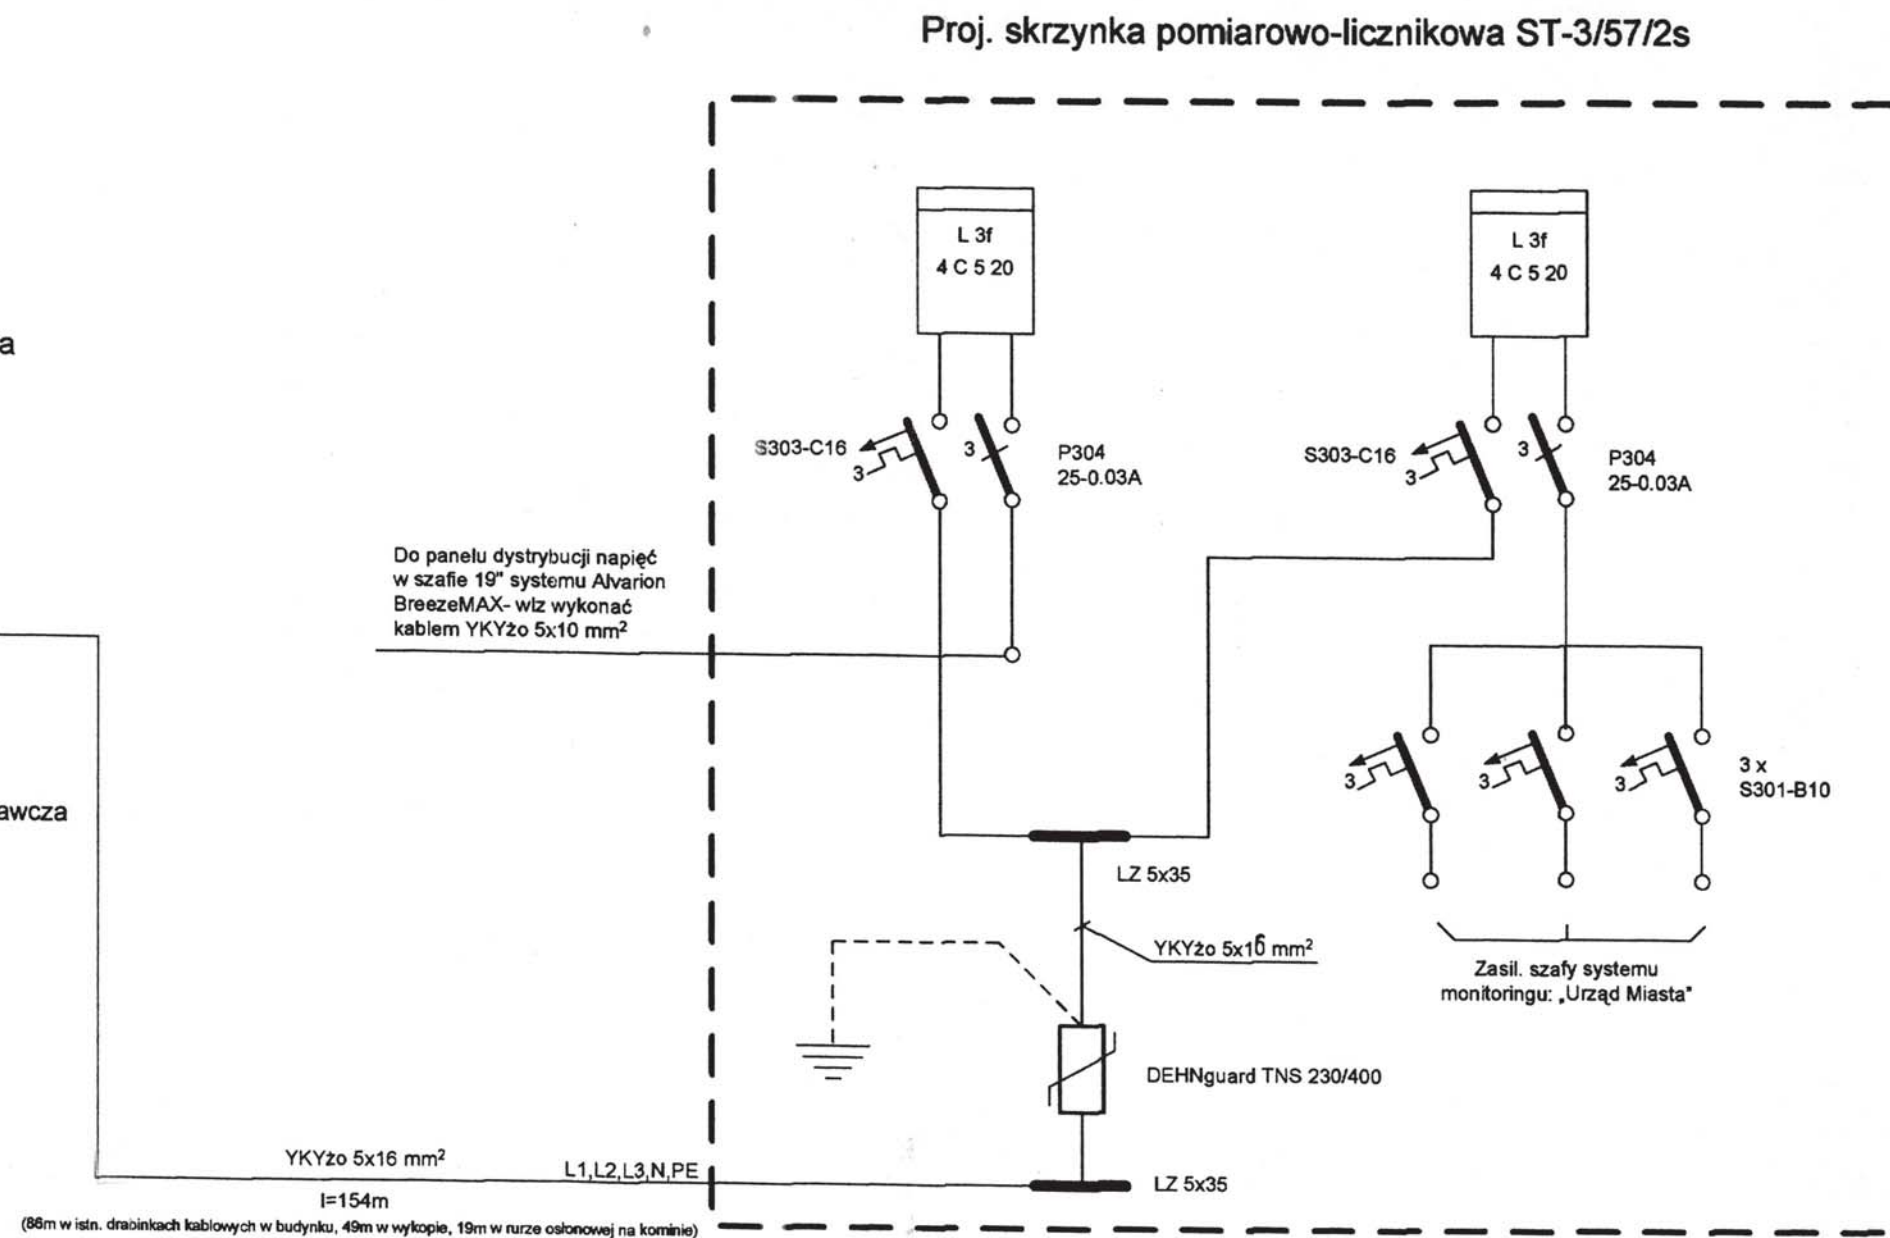 Proj. skrzynka pomiarowo-licznikowa ST-3/57/2s
L 3f
4 C 5 20
L 3f
4 C 5 20
a
S303-C16
3
3
P304
25-0.03A
S303-C16
3
3
P304
25-0.03A
Do panelu dystrybucji napięć
w szafie 19" systemu Alvarion
BreezeMAX- wlz wykonać
kablem YKYżo 5x10 mm²
3
3
3
3 x
S301-B10
awcza
LZ 5x35
YKYżo 5x16 mm²
Zasil. szafy systemu
monitoringu: „Urząd Miasta"
DEHNguard TNS 230/400
YKYżo 5x16 mm²
L1,L2,L3,N,PE
LZ 5x35
l=154m
(86m w istn. drabinkach kablowych w budynku, 49m w wykopie, 19m w rurze osłonowej na kominie)